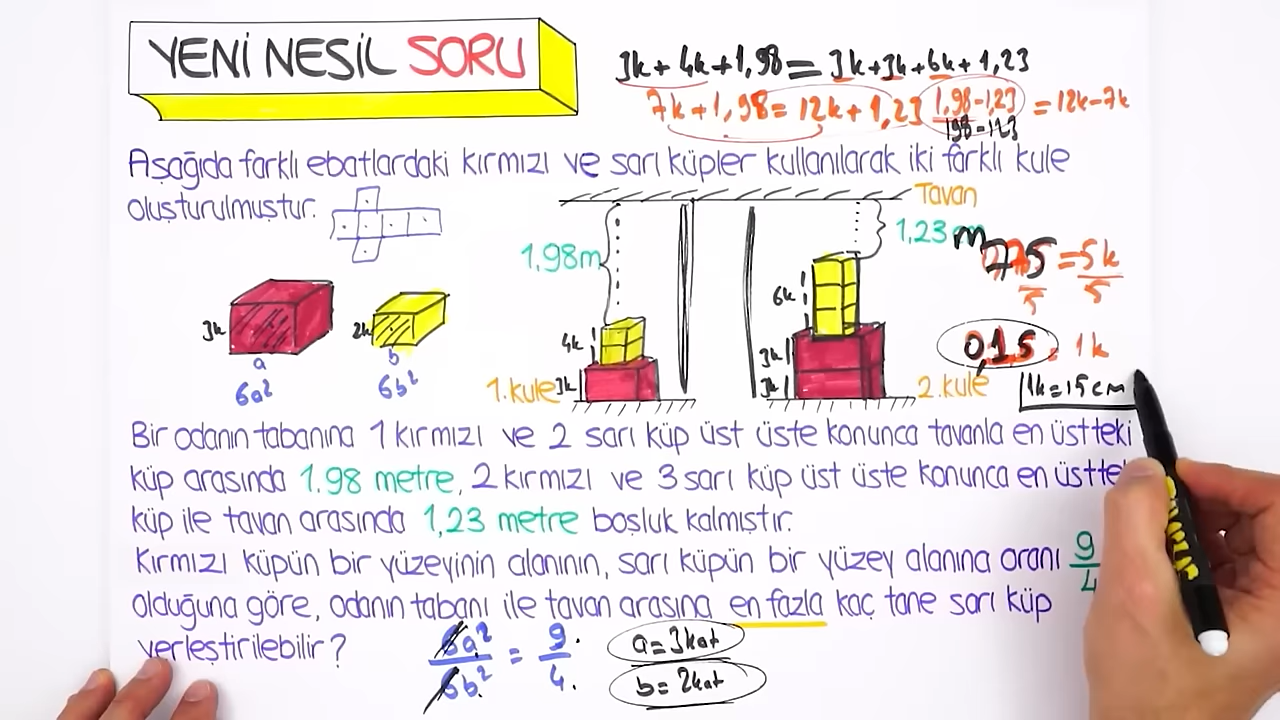 YENİ NESİL SORU
3k+4k+1,98=3k+3k+6k+1,23
7k+1,98=12k+1,23 1,98-1,23 = 12k-7k
198-123
Aşağıda farklı ebatlardaki kırmızı ve sarı küpler kullanılarak iki farklı kule
oluşturulmuştur.
Tavan
1,98m
1,23m
75 = 5k
5 5
3k
a
6a²
2k
b
6b²
4k
3k
1.kule
6k
3k
3k
2.kule
0,15 = 1k
1k=15cm
Bir odanın tabanına 1 kırmızı ve 2 sarı küp üst üste konunca tavanla en üstteki
küp arasında 1.98 metre, 2 kırmızı ve 3 sarı küp üst üste konunca en üsttek
küp ile tavan arasında 1,23 metre boşluk kalmıştır.
Kırmızı küpün bir yüzeyinin alanının, sarı küpün bir yüzey alanına oranı 9/4
olduğuna göre, odanın tabanı ile tavan arasına en fazla kaç tane sarı küp
yerleştirilebilir?
6a²/6b² = 9/4
a=3kat
b=2kat